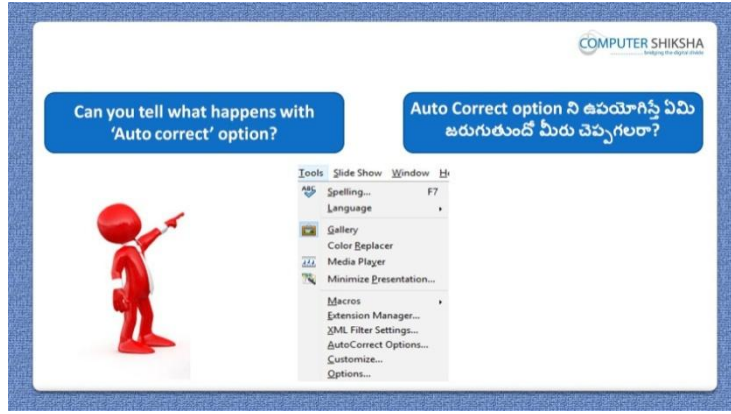 COMPUTER SHIKSHA
Bridging the digital divide
Can you tell what happens with
‘Auto correct’ option?
Auto Correct option ని ఉపయోగిస్తే ఏమి
జరుగుతుందో మీరు చెప్పగలరా?
Tools Slide Show Window He
ABC Spelling... F7
Language
Gallery
Color Replacer
Media Player
Minimize Presentation...
Macros
Extension Manager...
XML Filter Settings...
AutoCorrect Options...
Customize...
Options...